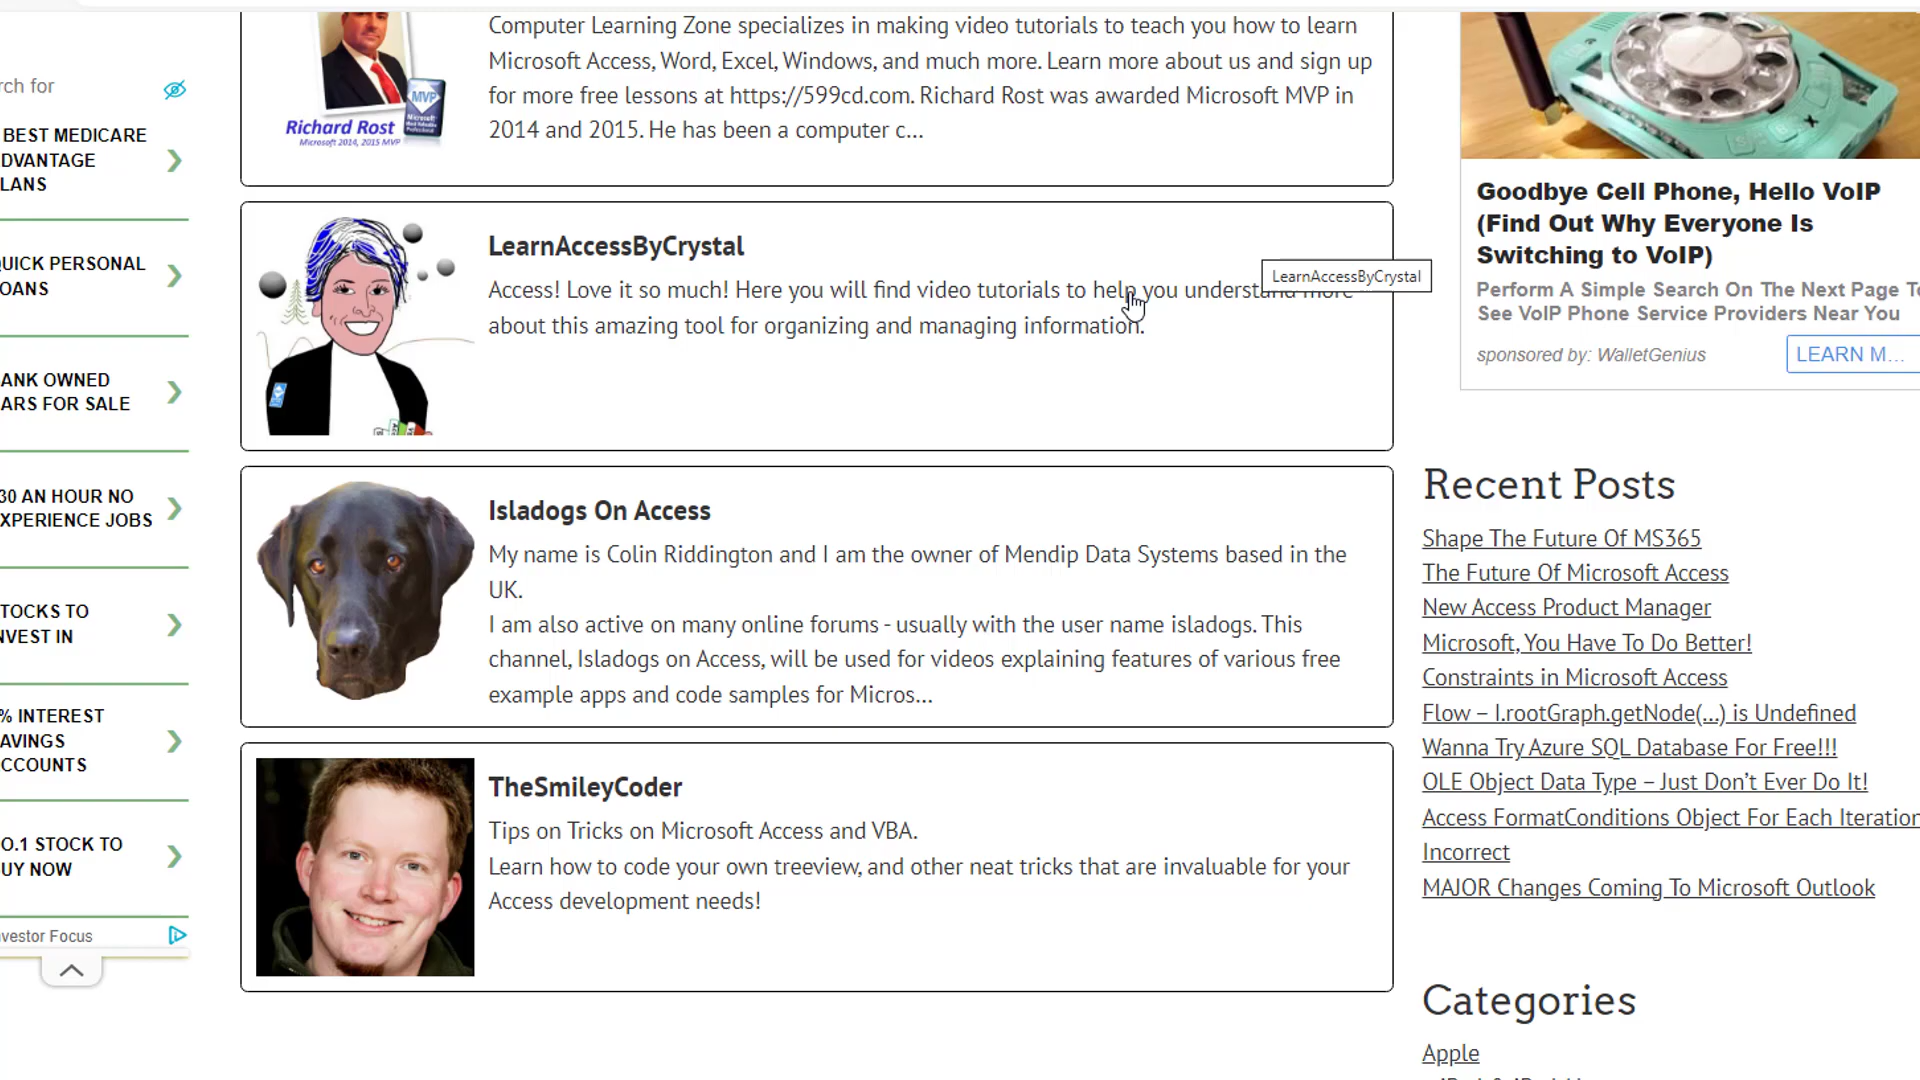 rch for
BEST MEDICARE
DVANTAGE
LANS
QUICK PERSONAL
OANS
ANK OWNED
ARS FOR SALE
30 AN HOUR NO
XPERIENCE JOBS
TOCKS TO
NVEST IN
% INTEREST
AVINGS
CCOUNTS
O.1 STOCK TO
UY NOW
nvestor Focus
Richard Rost
Microsoft 2014, 2015 MVP
MVP
Computer Learning Zone specializes in making video tutorials to teach you how to learn
Microsoft Access, Word, Excel, Windows, and much more. Learn more about us and sign up
for more free lessons at https://599cd.com. Richard Rost was awarded Microsoft MVP in
2014 and 2015. He has been a computer c...
LearnAccessByCrystal
Access! Love it so much! Here you will find video tutorials to help you understand more
about this amazing tool for organizing and managing information.
LearnAccessByCrystal
Isladogs On Access
My name is Colin Riddington and I am the owner of Mendip Data Systems based in the
UK.
I am also active on many online forums - usually with the user name isladogs. This
channel, Isladogs on Access, will be used for videos explaining features of various free
example apps and code samples for Micros...
TheSmileyCoder
Tips on Tricks on Microsoft Access and VBA.
Learn how to code your own treeview, and other neat tricks that are invaluable for your
Access development needs!
Goodbye Cell Phone, Hello VoIP
(Find Out Why Everyone Is
Switching to VoIP)
Perform A Simple Search On The Next Page To
See VoIP Phone Service Providers Near You
sponsored by: WalletGenius
LEARN M...
Recent Posts
Shape The Future Of MS365
The Future Of Microsoft Access
New Access Product Manager
Microsoft, You Have To Do Better!
Constraints in Microsoft Access
Flow – I.rootGraph.getNode(...) is Undefined
Wanna Try Azure SQL Database For Free!!!
OLE Object Data Type – Just Don't Ever Do It!
Access FormatConditions Object For Each Iteration
Incorrect
MAJOR Changes Coming To Microsoft Outlook
Categories
Apple